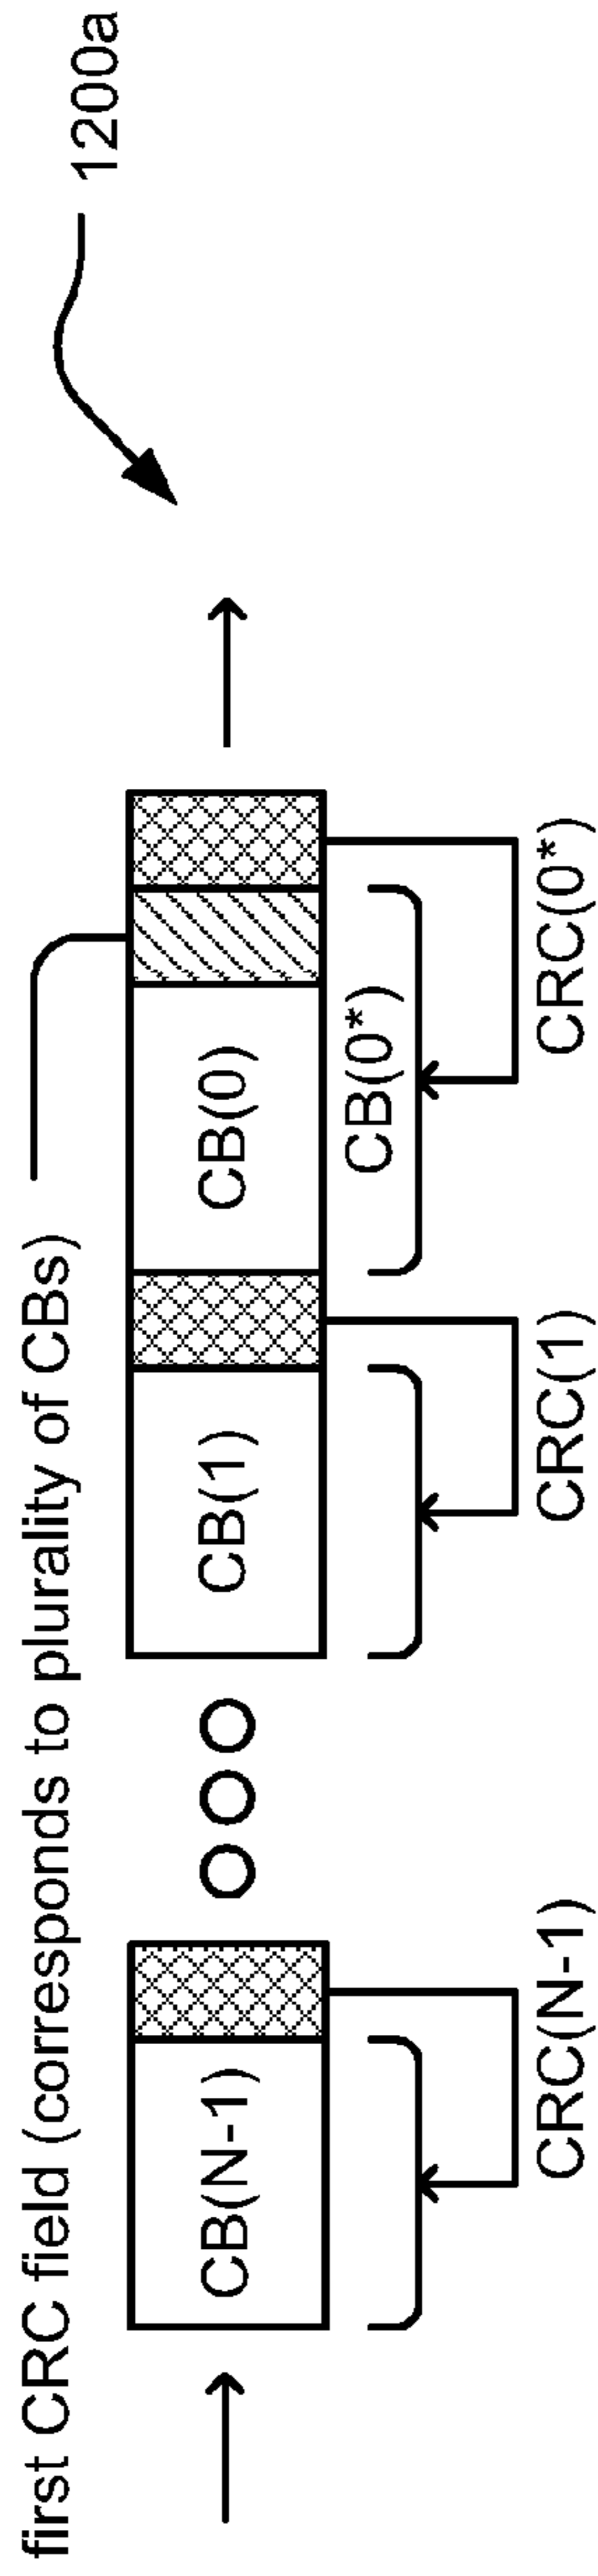 1200a
first CRC field (corresponds to plurality of CBs)
CB(N-1)
CB(1)
CB(0)
CB(0*)
CRC(N-1)
CRC(1)
CRC(0*)